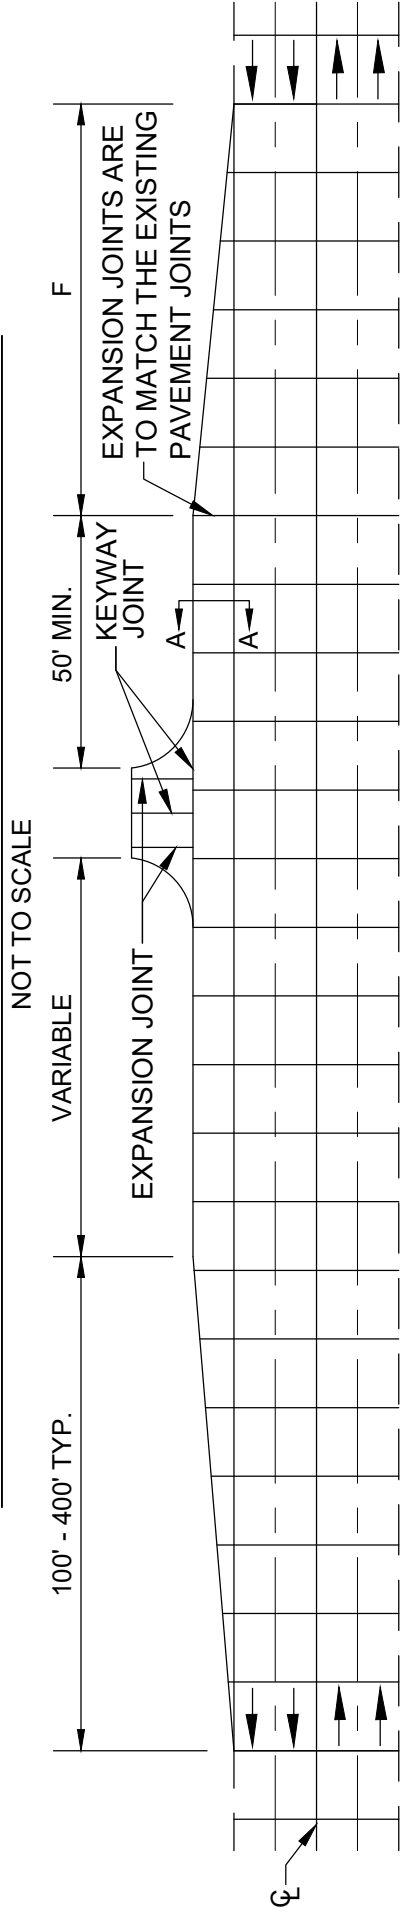 NOT TO SCALE
100' - 400' TYP.
VARIABLE
50' MIN.
F
EXPANSION JOINT
KEYWAY
JOINT
EXPANSION JOINTS ARE
TO MATCH THE EXISTING
PAVEMENT JOINTS
A
A
℄